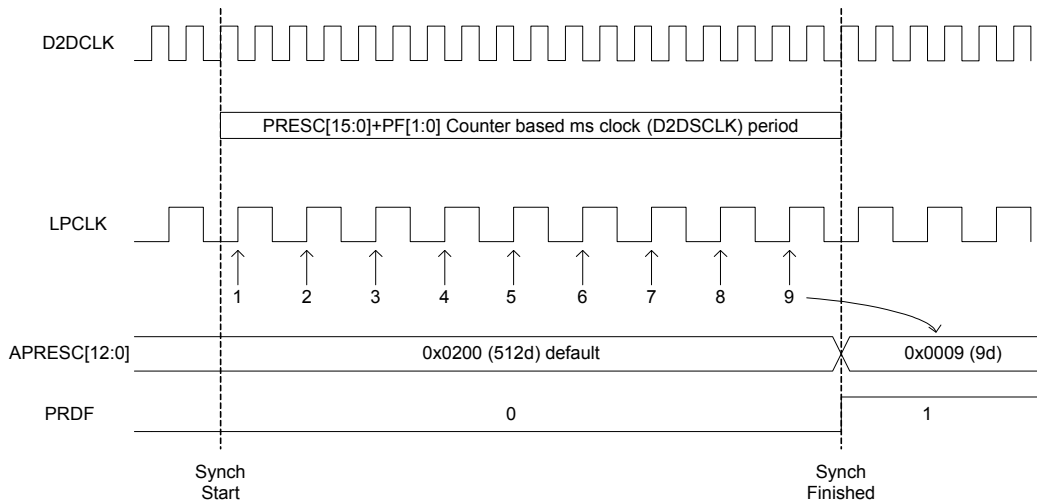 D2DCLK
PRESC[15:0]+PF[1:0] Counter based ms clock (D2DSCLK) period
LPCLK
1 2 3 4 5 6 7 8 9
APRESC[12:0] 0x0200 (512d) default 0x0009 (9d)
PRDF 0 1
Synch
Start
Synch
Finished